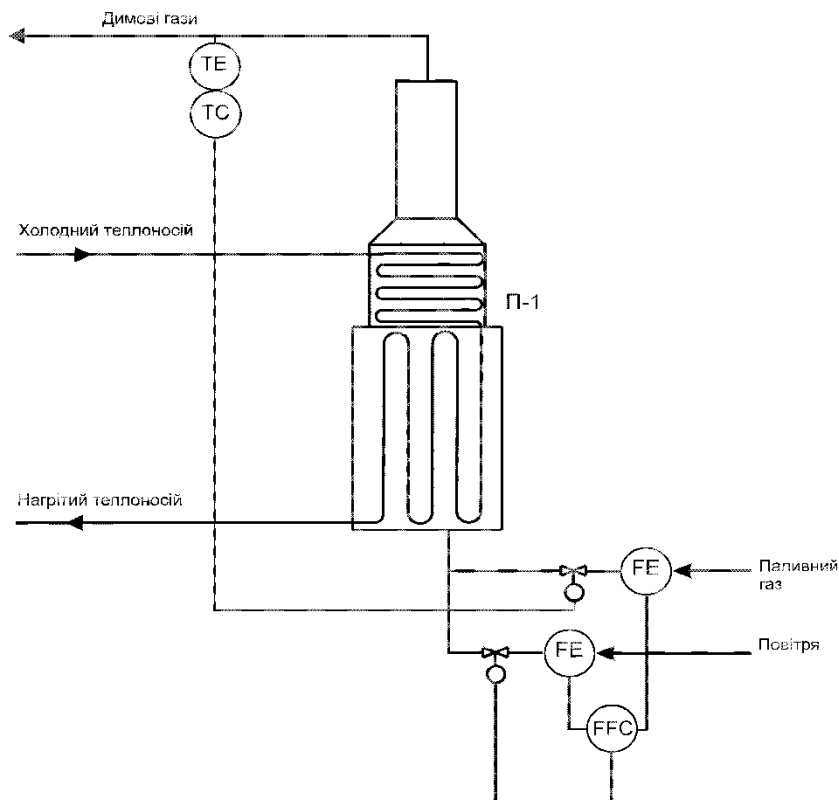 Димові гази
TE
TC
Холодний теплоносій
П-1
Нагрітий теплоносій
FE
Паливний
газ
FE
Повітря
FFC